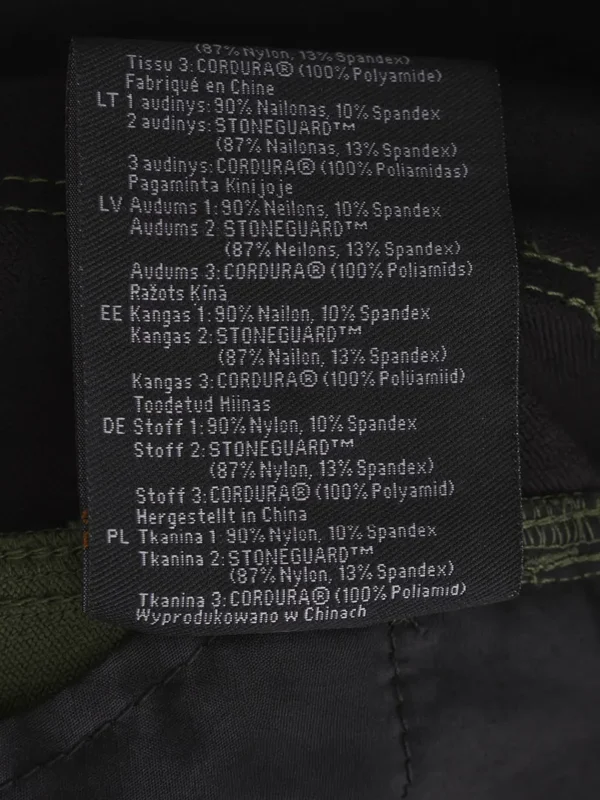 (87% Nylon, 13% Spandex)
Tissu 3: CORDURA® (100% Polyamide)
Fabriqué en Chine
LT 1 audinys: 90% Nailonas, 10% Spandex
2 audinys: STONEGUARD™
(87% Nailonas, 13% Spandex)
3 audinys: CORDURA® (100% Poliamidas)
Pagaminta Kinijoje
LV Audums 1: 90% Neilons, 10% Spandex
Audums 2: STONEGUARD™
(87% Neilons, 13% Spandex)
Audums 3: CORDURA® (100% Poliamīds)
Ražots Ķīnā
EE Kangas 1: 90% Nailon, 10% Spandex
Kangas 2: STONEGUARD™
(87% Nailon, 13% Spandex)
Kangas 3: CORDURA® (100% Polüamiid)
Toodetud Hiinas
DE Stoff 1: 90% Nylon, 10% Spandex
Stoff 2: STONEGUARD™
(87% Nylon, 13% Spandex)
Stoff 3: CORDURA® (100% Polyamid)
Hergestellt in China
PL Tkanina 1: 90% Nylon, 10% Spandex
Tkanina 2: STONEGUARD™
(87% Nylon, 13% Spandex)
Tkanina 3: CORDURA® (100% Poliamid)
Wyprodukowano w Chinach